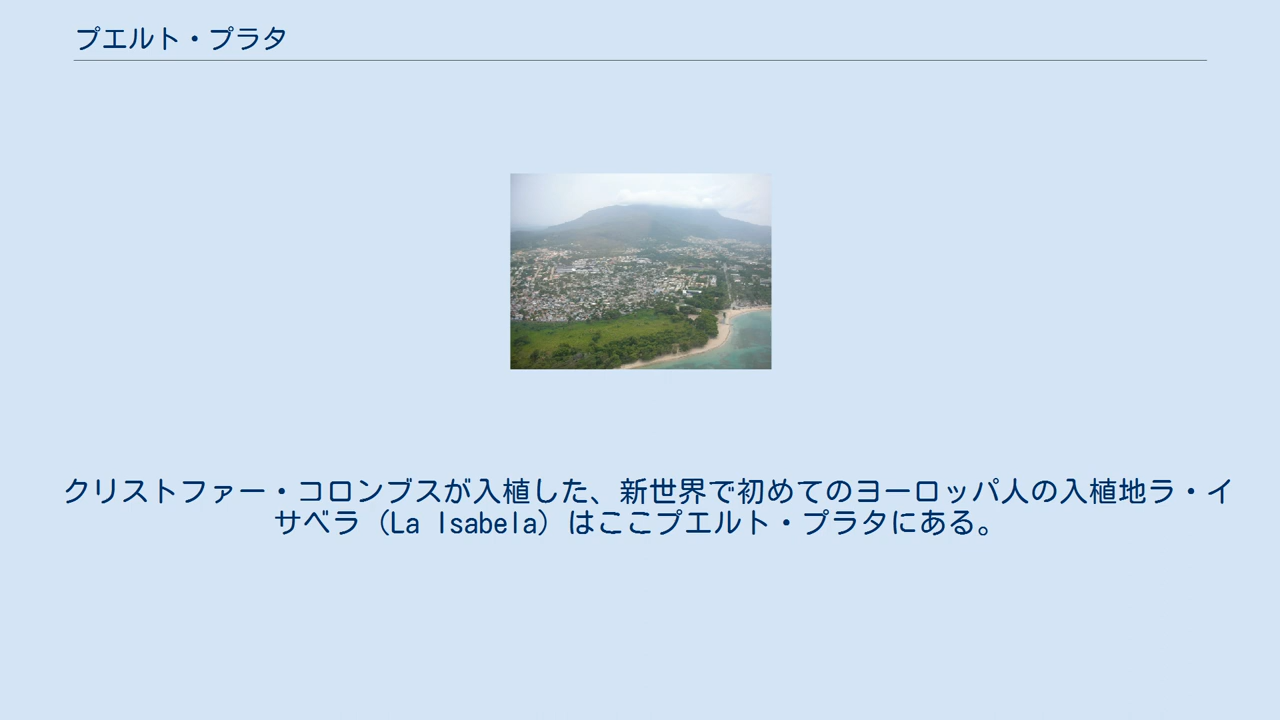 プエルト・プラタ
クリストファー・コロンブスが入植した、新世界で初めてのヨーロッパ人の入植地ラ・イ
サベラ（La Isabela）はここプエルト・プラタにある。